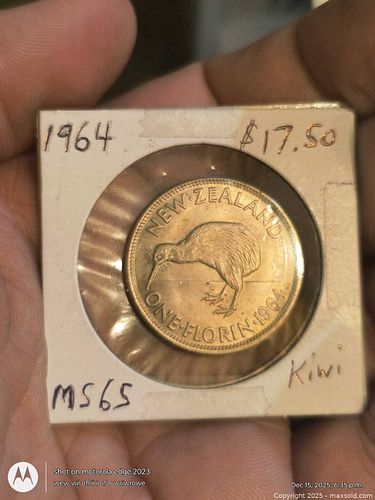 1964 $17.50
NEW·ZEALAND
ONE·FLORIN·1964
Kiwi
MS65
shot on motorola edge 2023
Dec 15, 2025, 6:35 p.m.
Copyright 2025 - maxsold.com